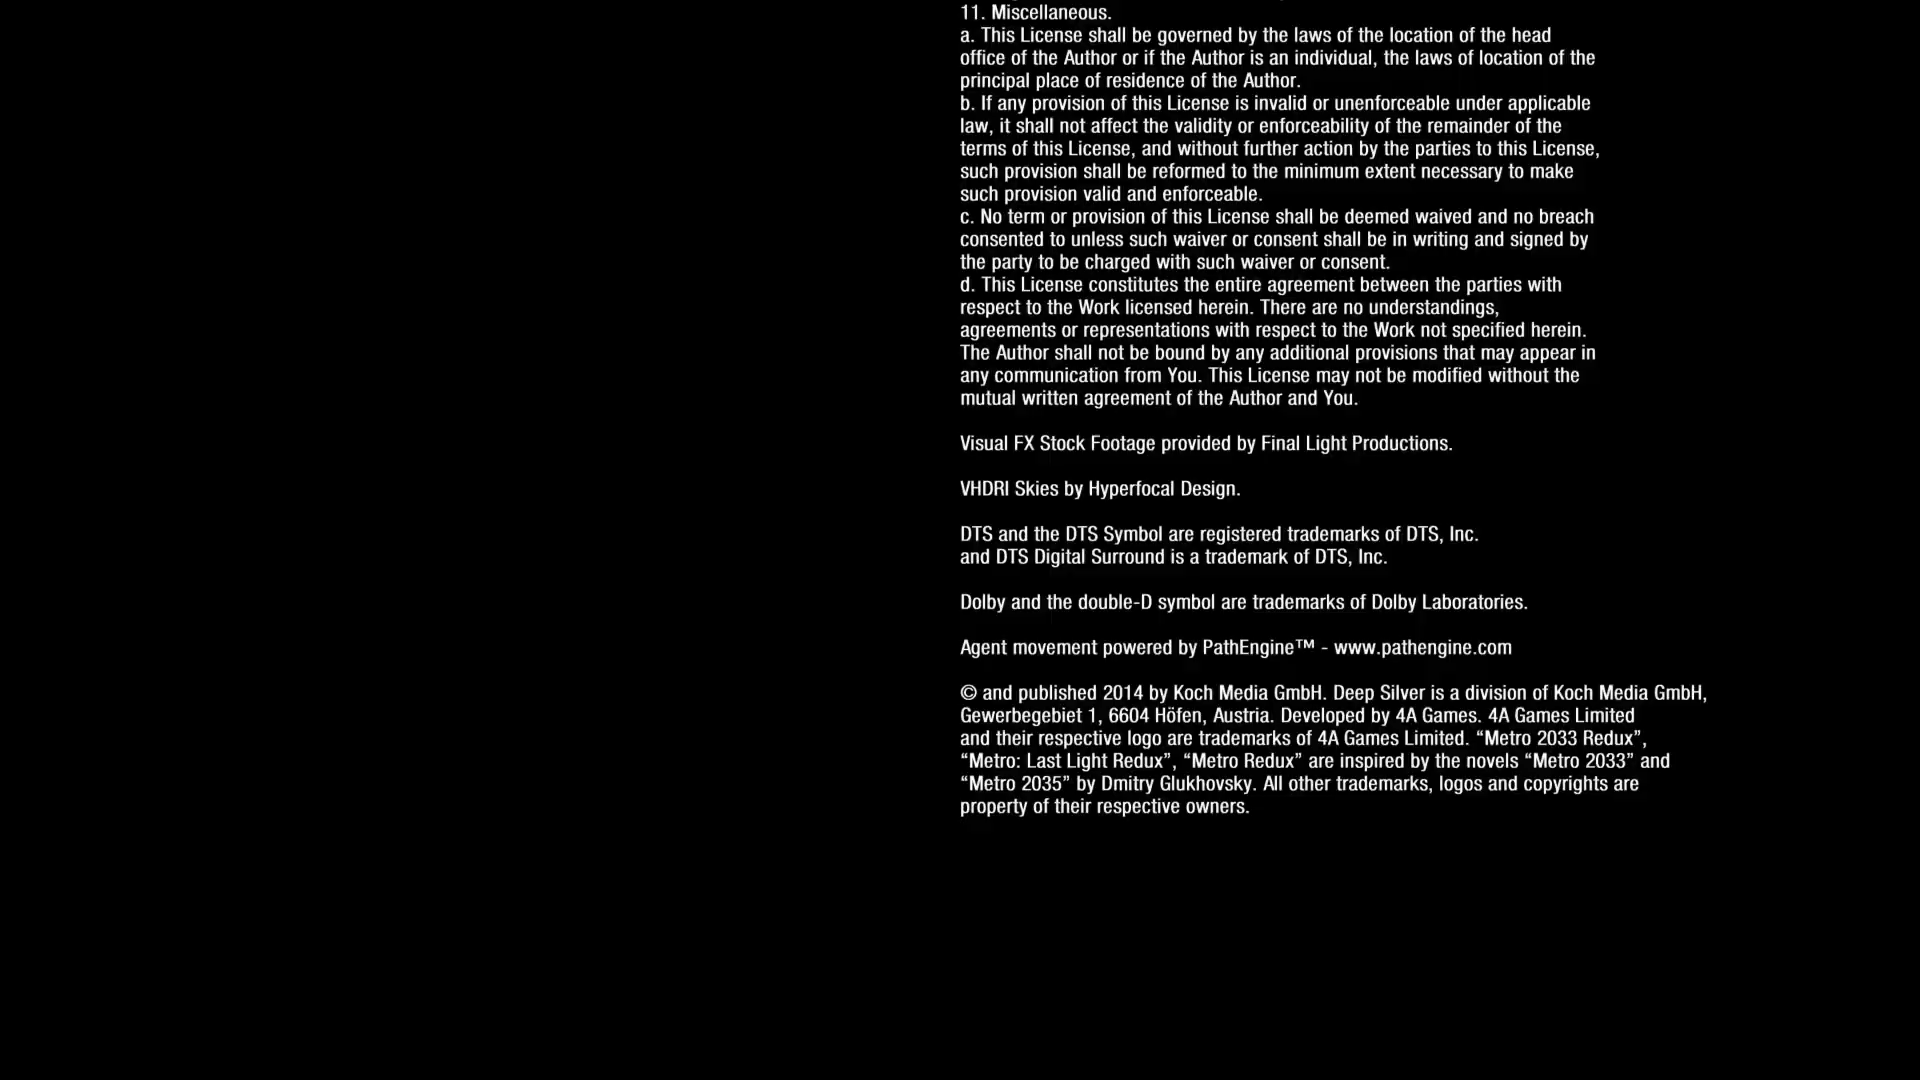 11. Miscellaneous.
a. This License shall be governed by the laws of the location of the head
office of the Author or if the Author is an individual, the laws of location of the
principal place of residence of the Author.
b. If any provision of this License is invalid or unenforceable under applicable
law, it shall not affect the validity or enforceability of the remainder of the
terms of this License, and without further action by the parties to this License,
such provision shall be reformed to the minimum extent necessary to make
such provision valid and enforceable.
c. No term or provision of this License shall be deemed waived and no breach
consented to unless such waiver or consent shall be in writing and signed by
the party to be charged with such waiver or consent.
d. This License constitutes the entire agreement between the parties with
respect to the Work licensed herein. There are no understandings,
agreements or representations with respect to the Work not specified herein.
The Author shall not be bound by any additional provisions that may appear in
any communication from You. This License may not be modified without the
mutual written agreement of the Author and You.
Visual FX Stock Footage provided by Final Light Productions.
VHDRI Skies by Hyperfocal Design.
DTS and the DTS Symbol are registered trademarks of DTS, Inc.
and DTS Digital Surround is a trademark of DTS, Inc.
Dolby and the double-D symbol are trademarks of Dolby Laboratories.
Agent movement powered by PathEngine™ - www.pathengine.com
© and published 2014 by Koch Media GmbH. Deep Silver is a division of Koch Media GmbH,
Gewerbegebiet 1, 6604 Höfen, Austria. Developed by 4A Games. 4A Games Limited
and their respective logo are trademarks of 4A Games Limited. “Metro 2033 Redux”,
“Metro: Last Light Redux”, “Metro Redux” are inspired by the novels “Metro 2033” and
“Metro 2035” by Dmitry Glukhovsky. All other trademarks, logos and copyrights are
property of their respective owners.